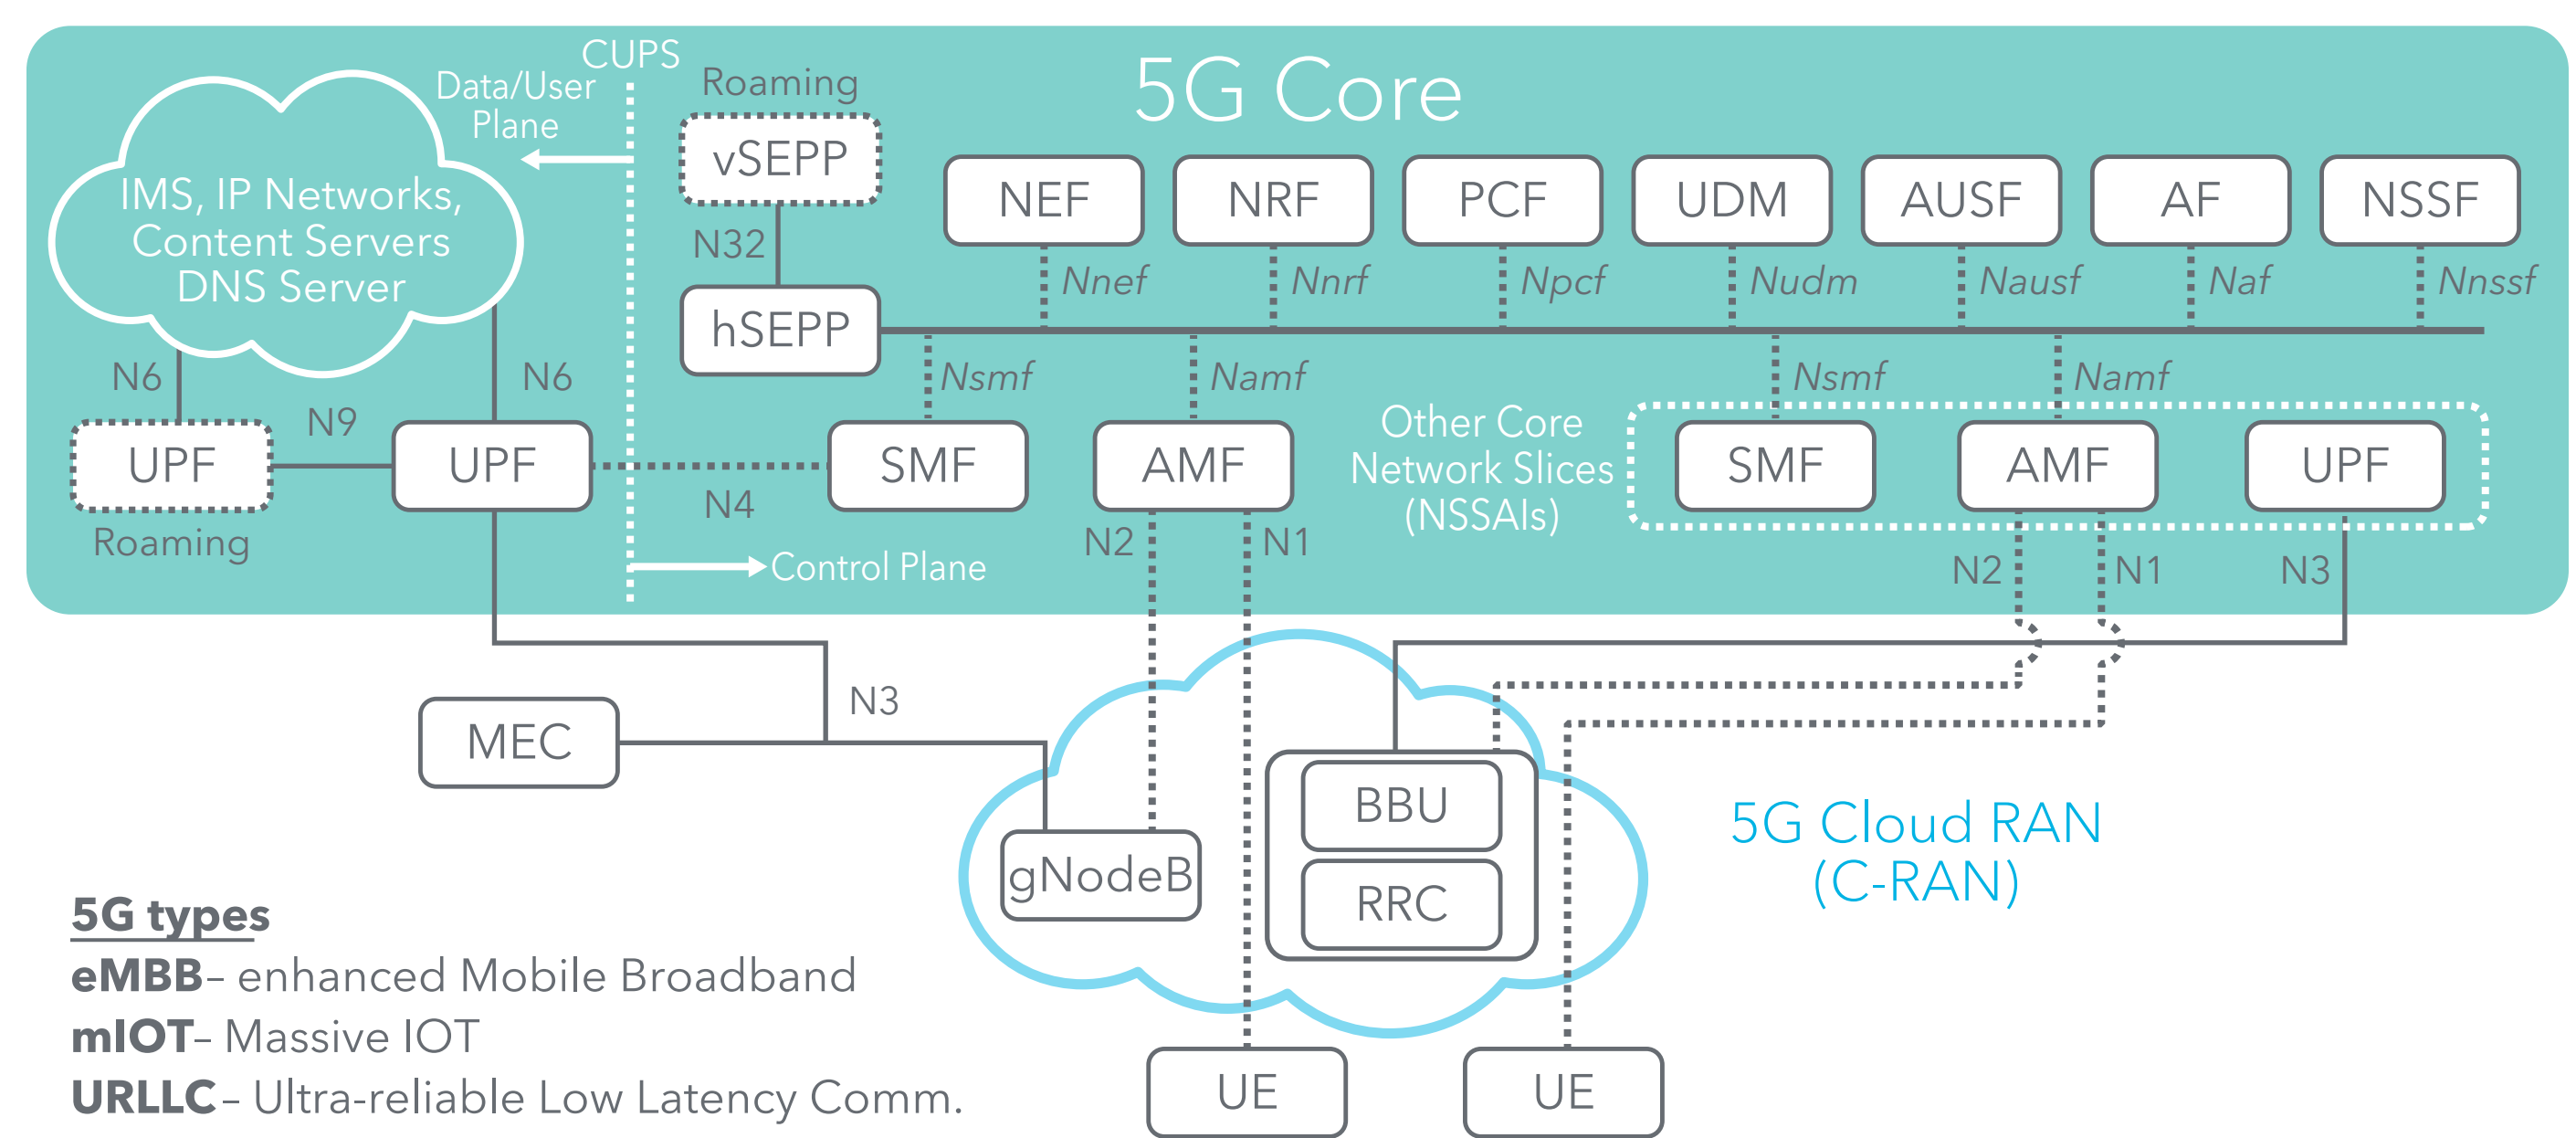 5G Core
CUPS
Data/User
Plane
Roaming
vSEPP
N32
hSEPP
IMS, IP Networks,
Content Servers
DNS Server
NEF
NRF
PCF
UDM
AUSF
AF
NSSF
Nnef
Nnrf
Npcf
Nudm
Nausf
Naf
Nnssf
N6
N9
N6
Nsmf
Namf
Nsmf
Namf
UPF
Roaming
UPF
N4
SMF
AMF
Other Core
Network Slices
(NSSAIs)
SMF
AMF
UPF
Control Plane
N2
N1
N2
N1
N3
MEC
N3
gNodeB
BBU
RRC
5G Cloud RAN
(C-RAN)
UE
UE
5G types
eMBB– enhanced Mobile Broadband
mIOT– Massive IOT
URLLC– Ultra-reliable Low Latency Comm.